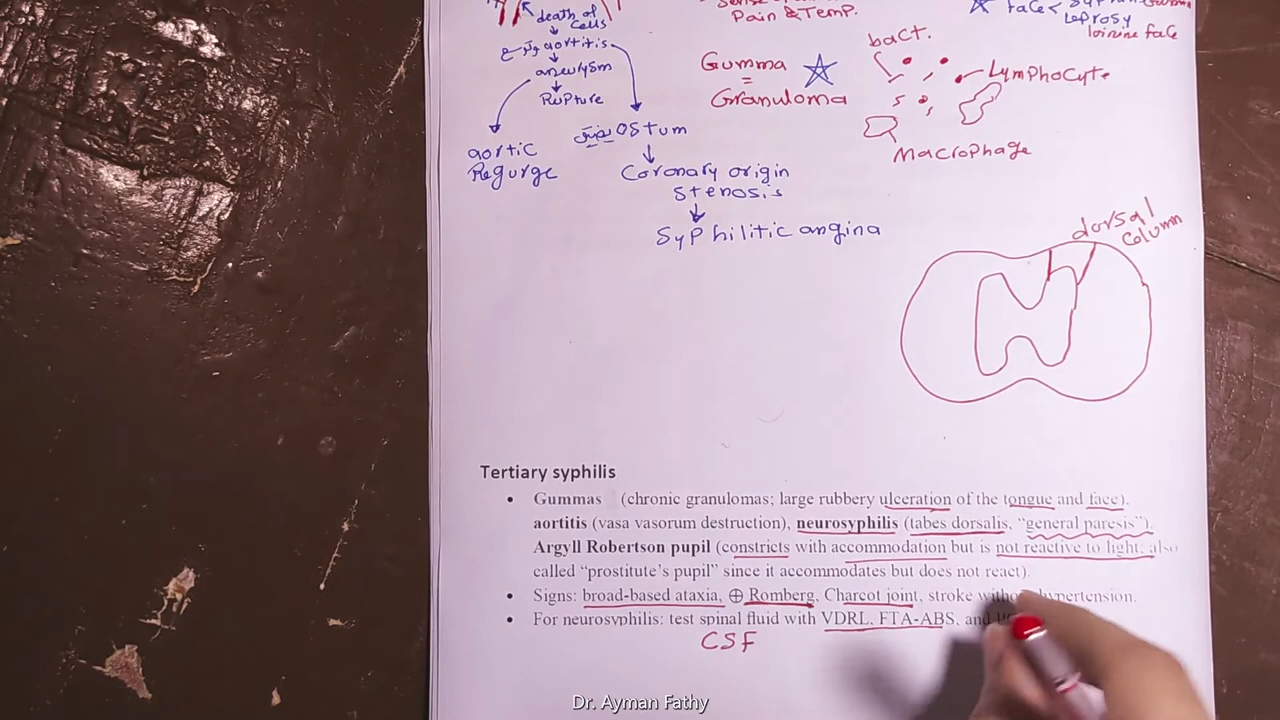 death of
cells
Pain & Temp.
Face <
Leprosy
loinine face
aortitis
aneurysm
Rupture
aortic
Regurge
ostum
Coronary origin
stenosis
Syphilitic angina
Gumma
=
Granuloma
bact.
Lymphocyte
Macrophage
dorsal
column
Tertiary syphilis
• Gummas (chronic granulomas; large rubbery ulceration of the tongue and face),
aortitis (vasa vasorum destruction), neurosyphilis (tabes dorsalis, “general paresis”).
Argyll Robertson pupil (constricts with accommodation but is not reactive to light; also
called “prostitute’s pupil” since it accommodates but does not react).
• Signs: broad-based ataxia, ⊕ Romberg, Charcot joint, stroke without hypertension.
• For neurosyphilis: test spinal fluid with VDRL, FTA-ABS, and
CSF
Dr. Ayman Fathy